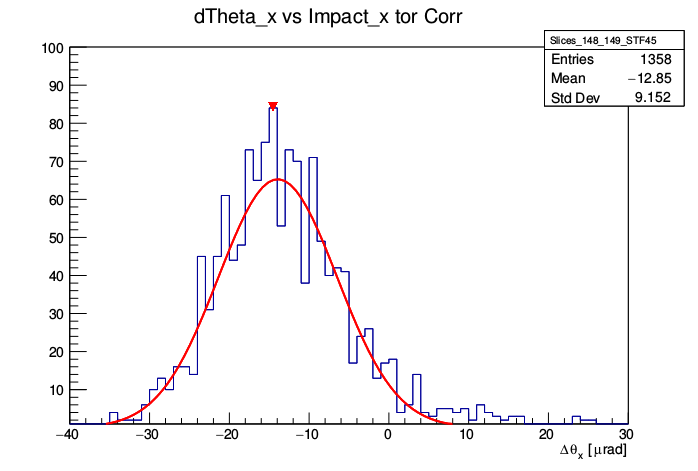 dTheta_x vs Impact_x tor Corr
Slices_148_149_STF45
Entries 1358
Mean −12.85
Std Dev 9.152
100
90
80
70
60
50
40
30
20
10
−40 −30 −20 −10 0 10 20 30
Δθx [μrad]